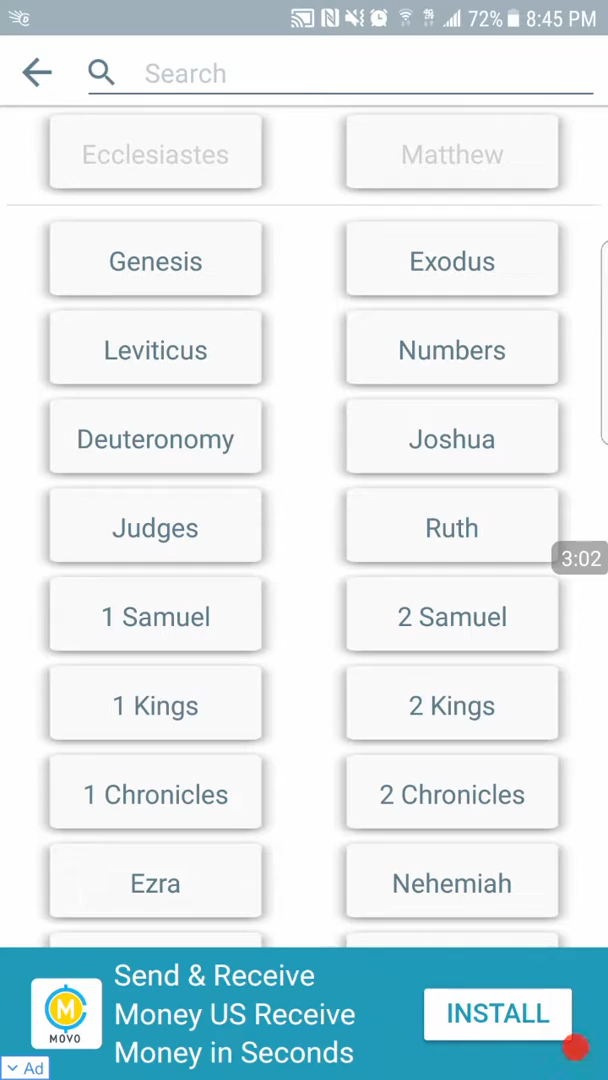 72% 8:45 PM
Search
Ecclesiastes Matthew
Genesis Exodus
Leviticus Numbers
Deuteronomy Joshua
Judges Ruth
3:02
1 Samuel 2 Samuel
1 Kings 2 Kings
1 Chronicles 2 Chronicles
Ezra Nehemiah
Send & Receive
Money US Receive
Money in Seconds
INSTALL
M
MOVO
Ad